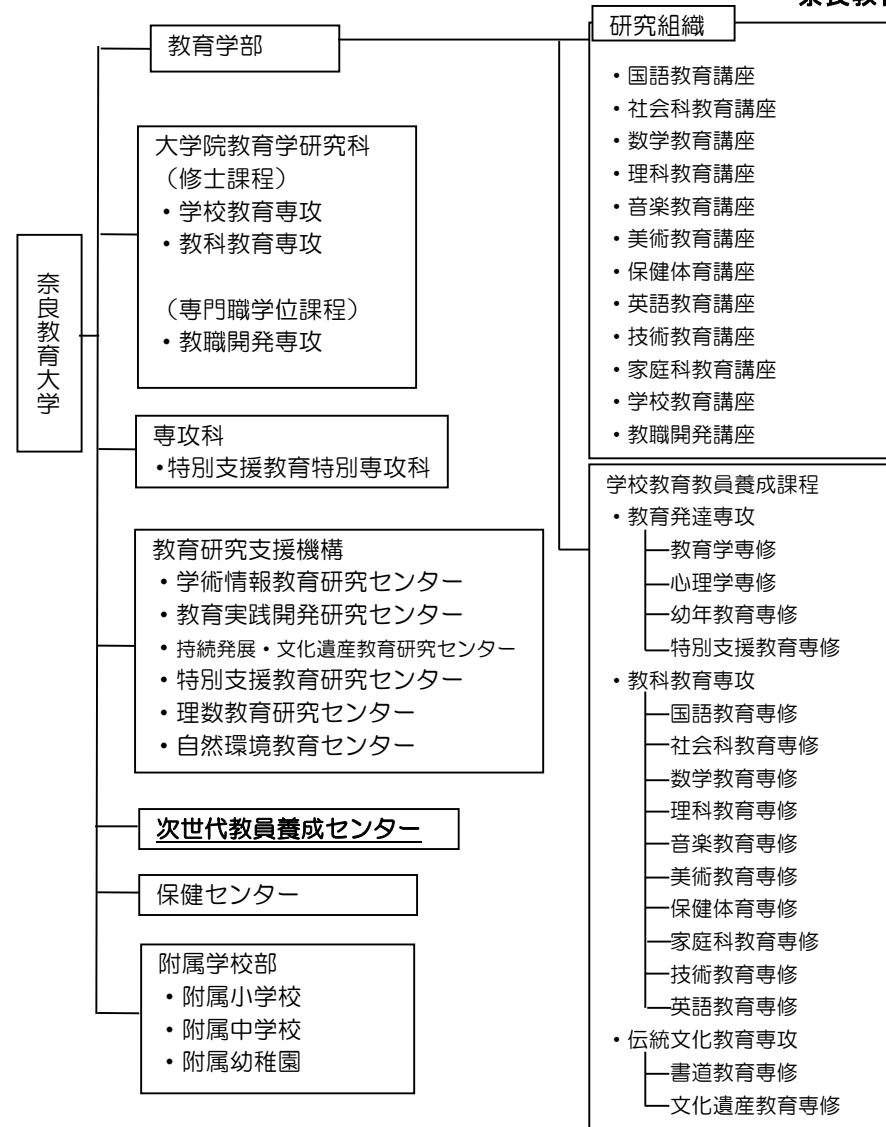 奈良教育大学
教育学部
大学院教育学研究科
（修士課程）
・学校教育専攻
・教科教育専攻
（専門職学位課程）
・教職開発専攻
専攻科
・特別支援教育特別専攻科
教育研究支援機構
・学術情報教育研究センター
・教育実践開発研究センター
・持続発展・文化遺産教育研究センター
・特別支援教育研究センター
・理数教育研究センター
・自然環境教育センター
次世代教員養成センター
保健センター
附属学校部
・附属小学校
・附属中学校
・附属幼稚園
研究組織
・国語教育講座
・社会科教育講座
・数学教育講座
・理科教育講座
・音楽教育講座
・美術教育講座
・保健体育講座
・英語教育講座
・技術教育講座
・家庭科教育講座
・学校教育講座
・教職開発講座
学校教育教員養成課程
・教育発達専攻
教育学専修
心理学専修
幼年教育専修
特別支援教育専修
・教科教育専攻
国語教育専修
社会科教育専修
数学教育専修
理科教育専修
音楽教育専修
美術教育専修
保健体育専修
家庭科教育専修
技術教育専修
英語教育専修
・伝統文化教育専攻
書道教育専修
文化遺産教育専修